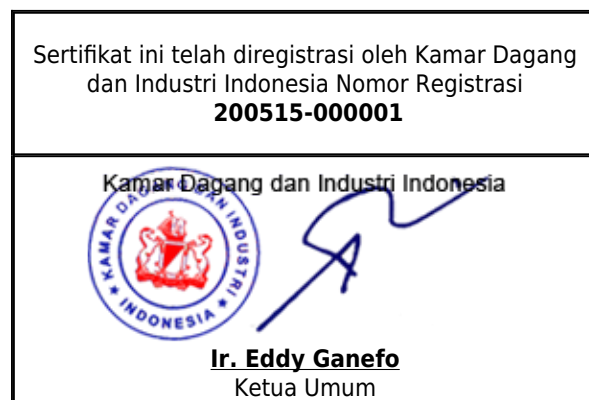 Sertifikat ini telah diregistrasi oleh Kamar Dagang
dan Industri Indonesia Nomor Registrasi
200515-000001
Kamar Dagang dan Industri Indonesia
KAMAR DAGANG DAN INDUSTRI
INDONESIA
Ir. Eddy Ganefo
Ketua Umum